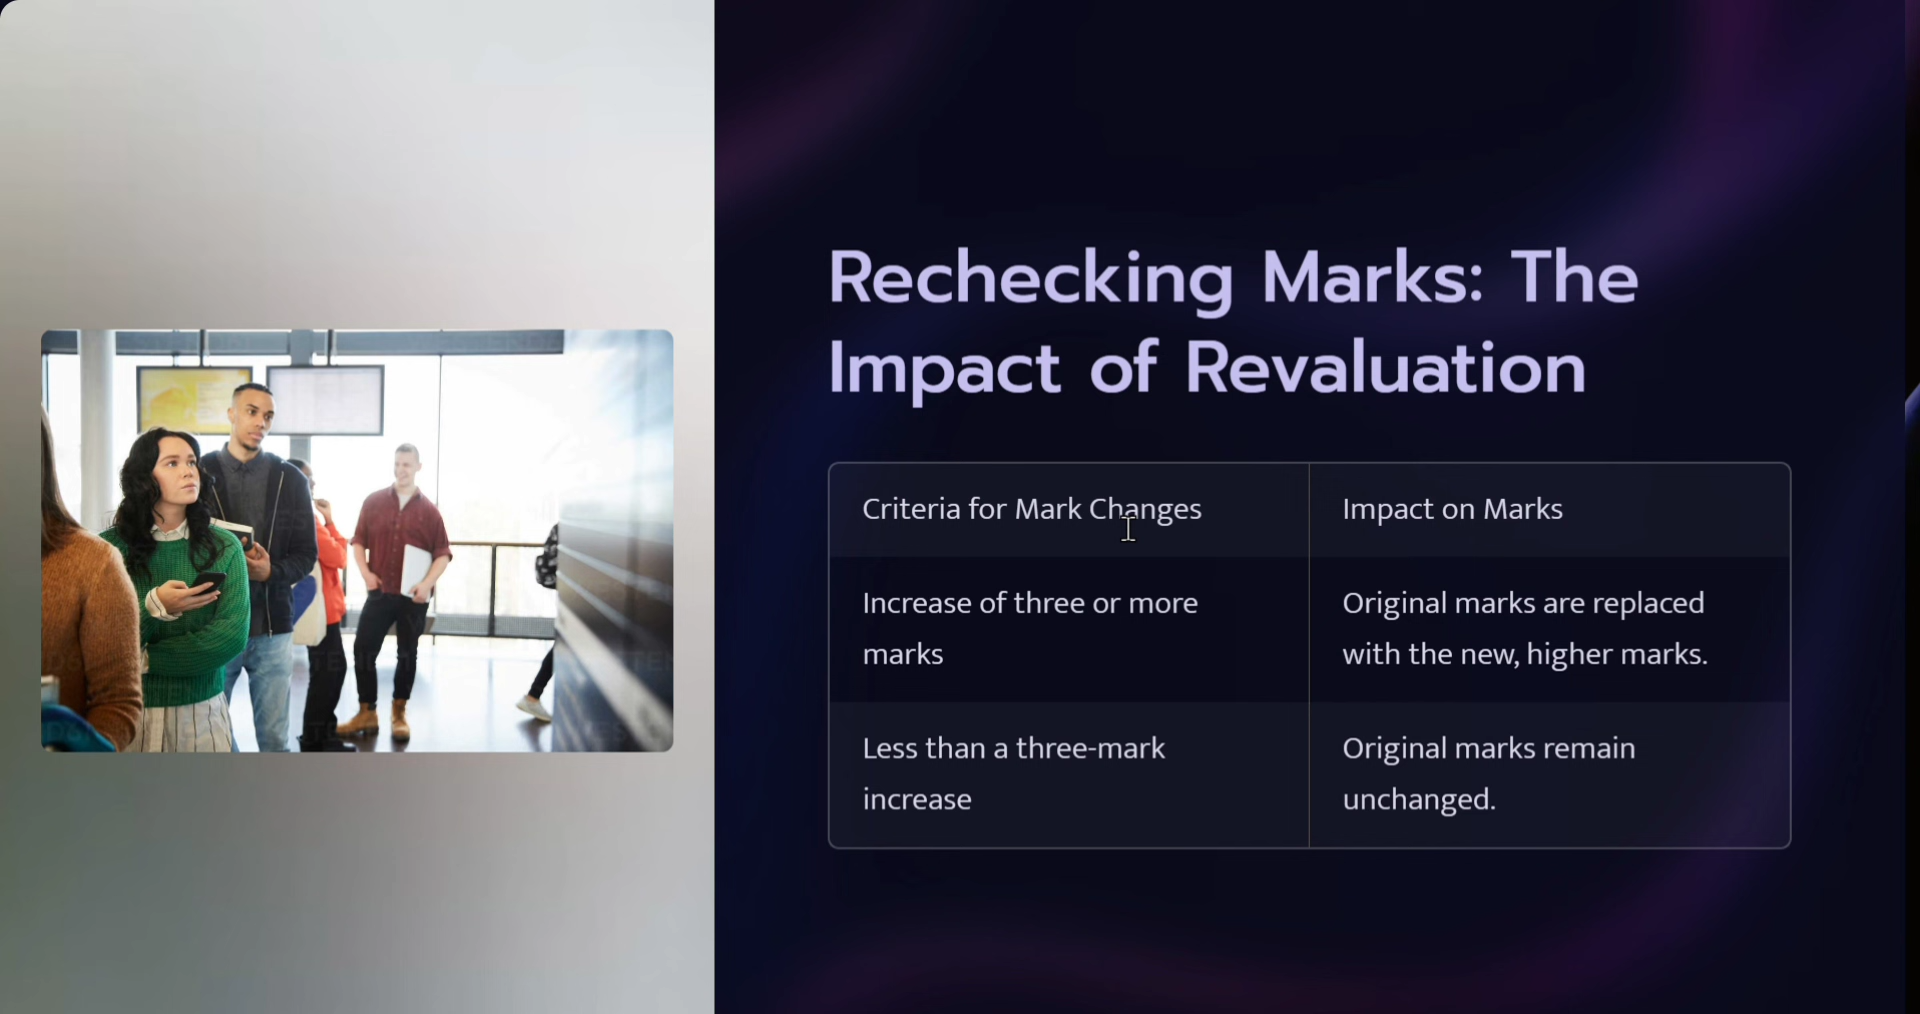 Rechecking Marks: The
Impact of Revaluation
Criteria for Mark Changes
Impact on Marks
Increase of three or more
marks
Original marks are replaced
with the new, higher marks.
Less than a three-mark
increase
Original marks remain
unchanged.